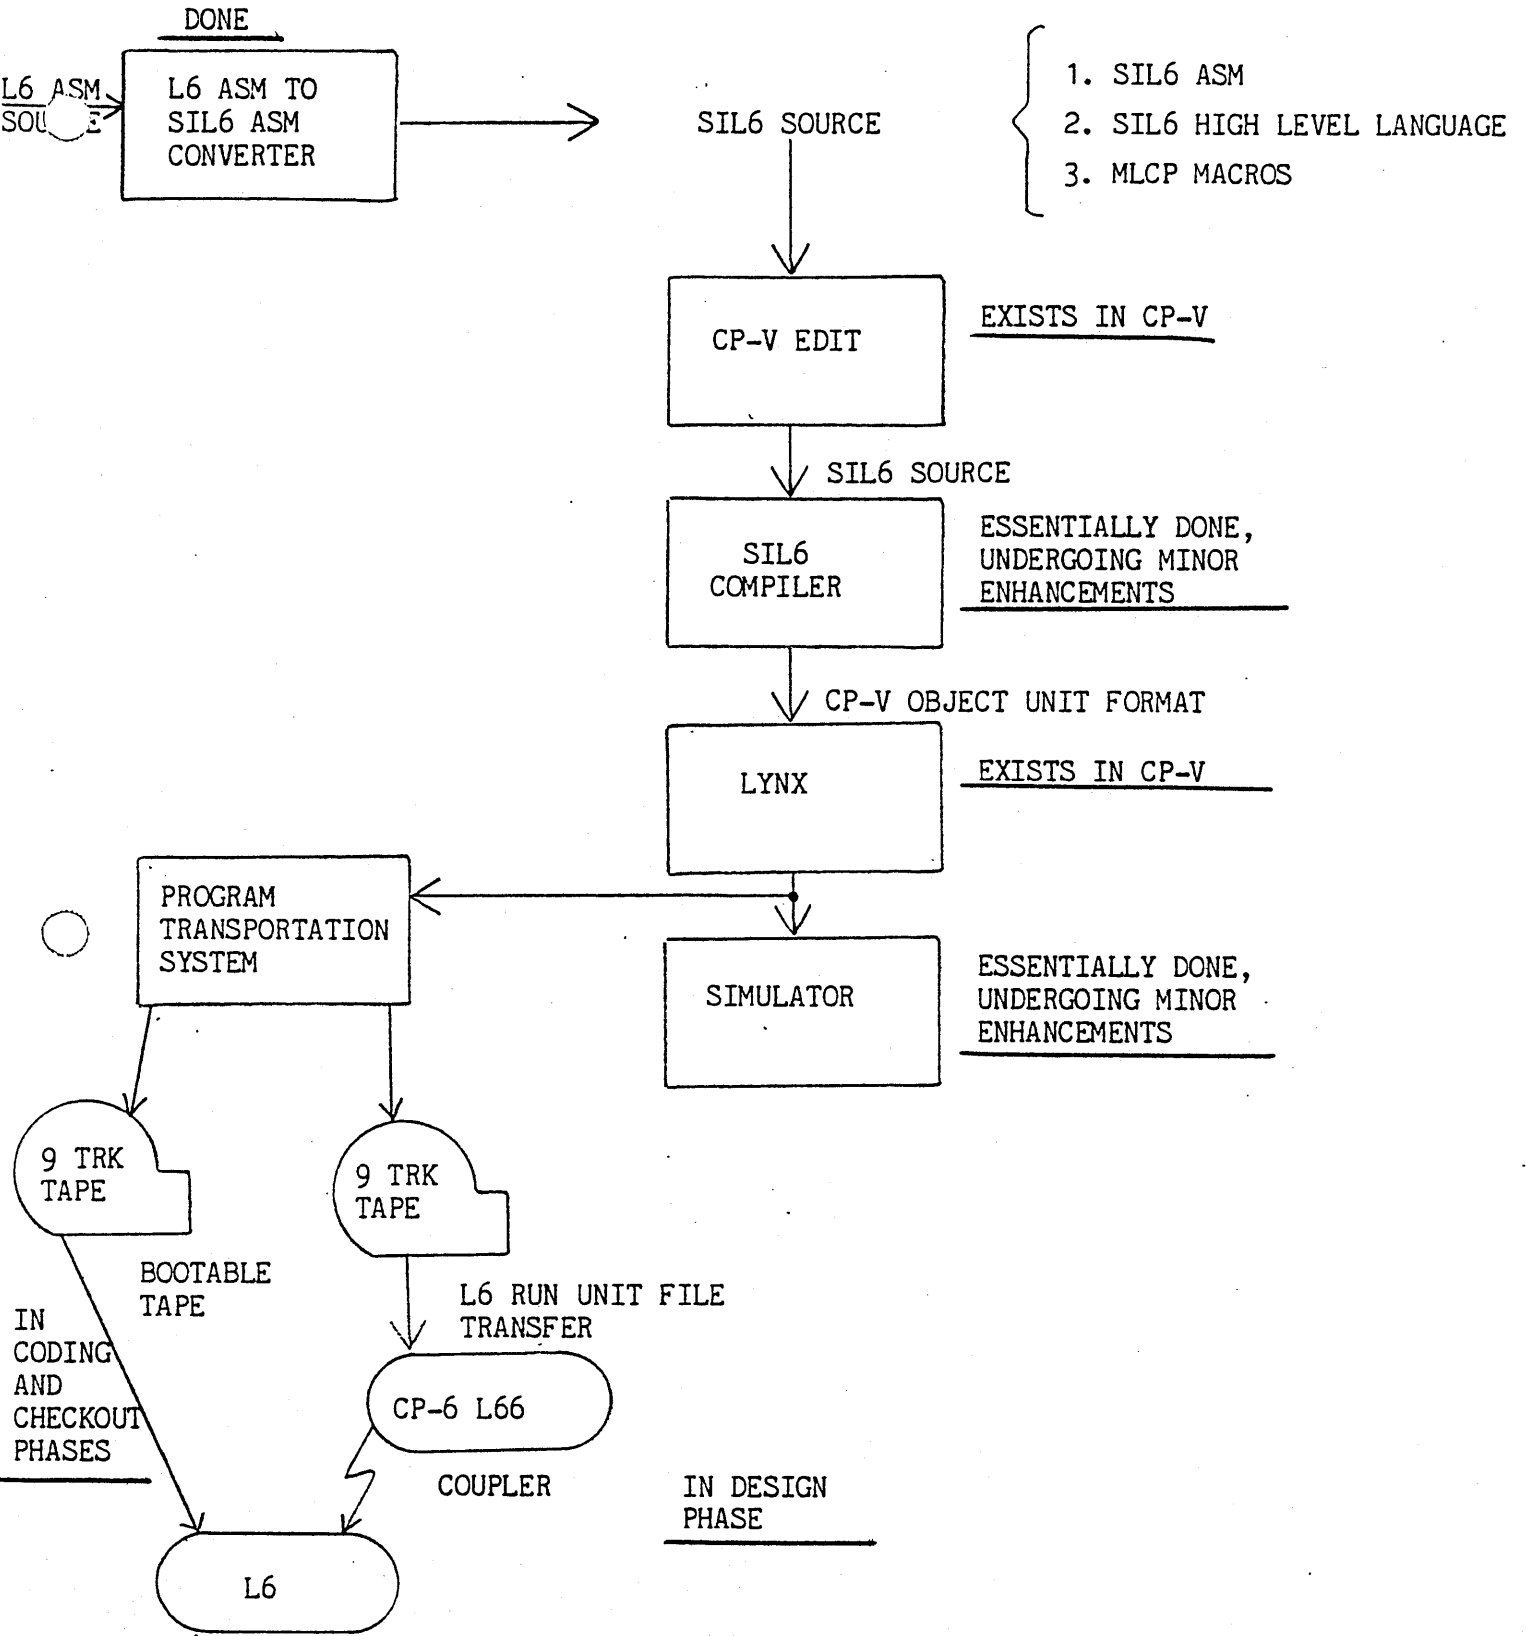 DONE
L6 ASM
L6 ASM TO
SIL6 ASM
CONVERTER
SIL6 SOURCE
1. SIL6 ASM
2. SIL6 HIGH LEVEL LANGUAGE
3. MLCP MACROS
CP-V EDIT
EXISTS IN CP-V
SIL6 SOURCE
SIL6
COMPILER
ESSENTIALLY DONE,
UNDERGOING MINOR
ENHANCEMENTS
CP-V OBJECT UNIT FORMAT
LYNX
EXISTS IN CP-V
PROGRAM
TRANSPORTATION
SYSTEM
SIMULATOR
ESSENTIALLY DONE,
UNDERGOING MINOR
ENHANCEMENTS
9 TRK
TAPE
9 TRK
TAPE
BOOTABLE
TAPE
L6 RUN UNIT FILE
TRANSFER
IN
CODING
AND
CHECKOUT
PHASES
CP-6 L66
COUPLER
IN DESIGN
PHASE
L6